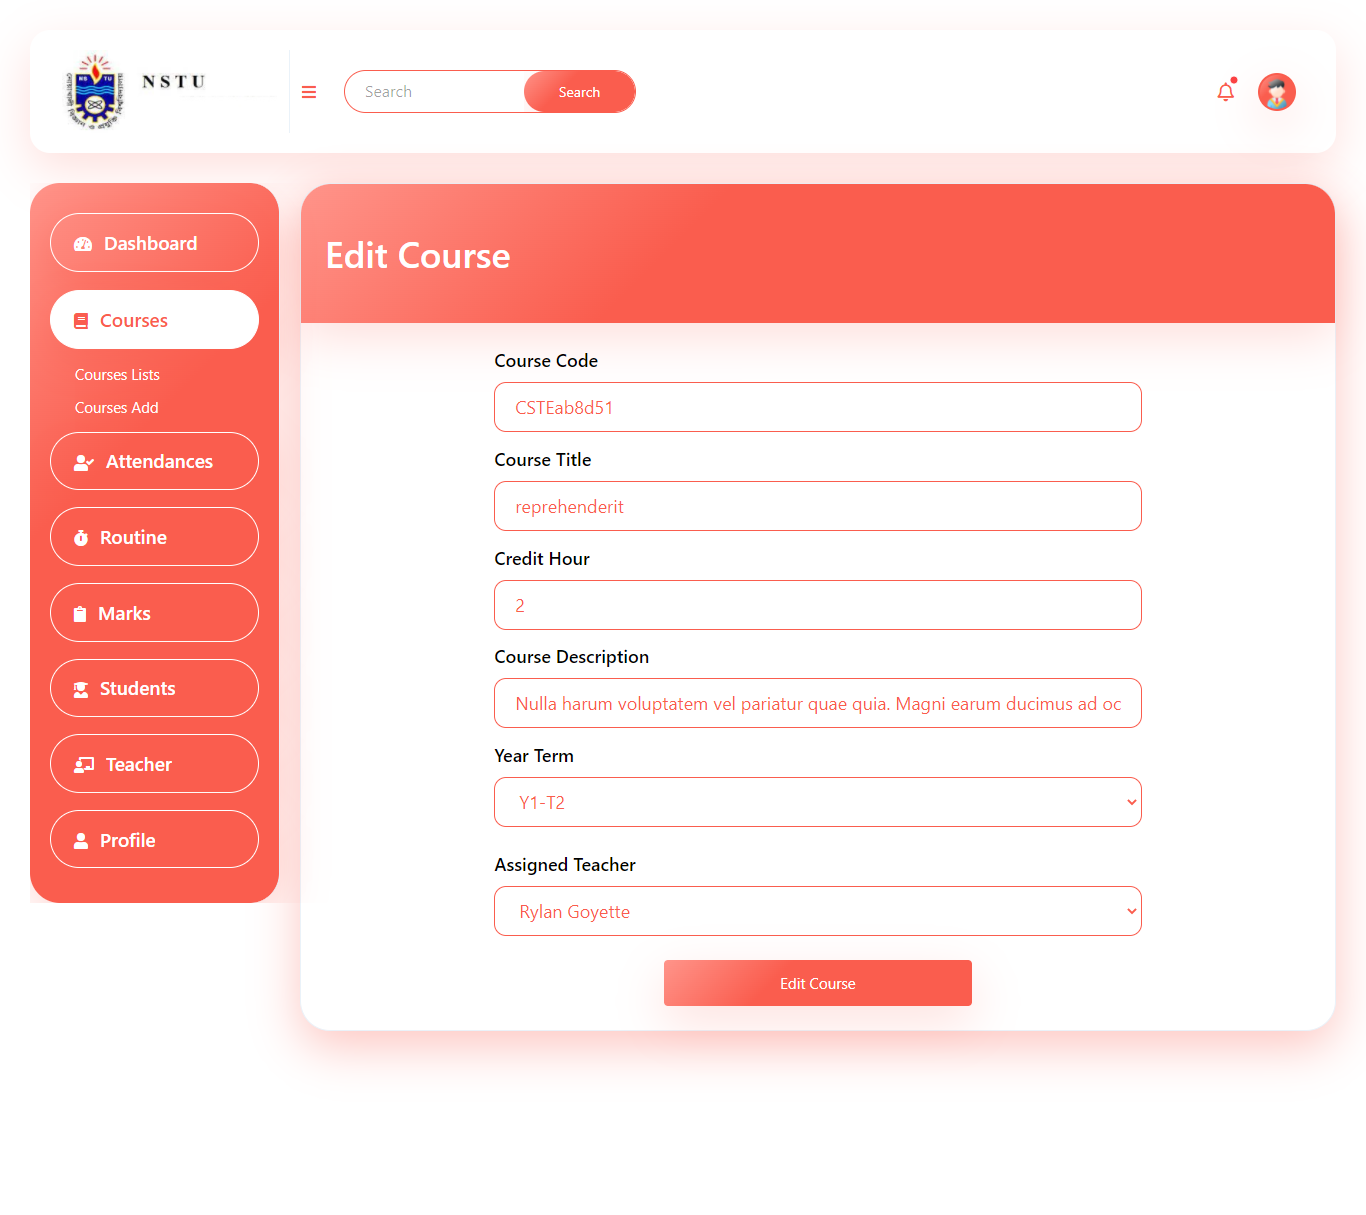 NSTU
Search
Search
Dashboard
Courses
Courses Lists
Courses Add
Attendances
Routine
Marks
Students
Teacher
Profile
Edit Course
Course Code
CSTEab8d51
Course Title
reprehenderit
Credit Hour
2
Course Description
Nulla harum voluptatem vel pariatur quae quia. Magni earum ducimus ad oc
Year Term
Y1-T2
Assigned Teacher
Rylan Goyette
Edit Course